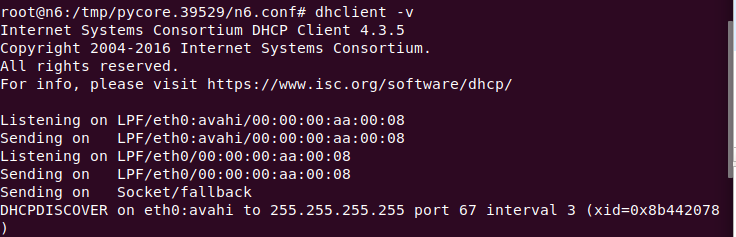 root@n6:/tmp/pycore.39529/n6.conf# dhclient -v
Internet Systems Consortium DHCP Client 4.3.5
Copyright 2004-2016 Internet Systems Consortium.
All rights reserved.
For info, please visit https://www.isc.org/software/dhcp/

Listening on LPF/eth0:avahi/00:00:00:aa:00:08
Sending on   LPF/eth0:avahi/00:00:00:aa:00:08
Listening on LPF/eth0/00:00:00:aa:00:08
Sending on   LPF/eth0/00:00:00:aa:00:08
Sending on   Socket/fallback
DHCPDISCOVER on eth0:avahi to 255.255.255.255 port 67 interval 3 (xid=0x8b442078
)